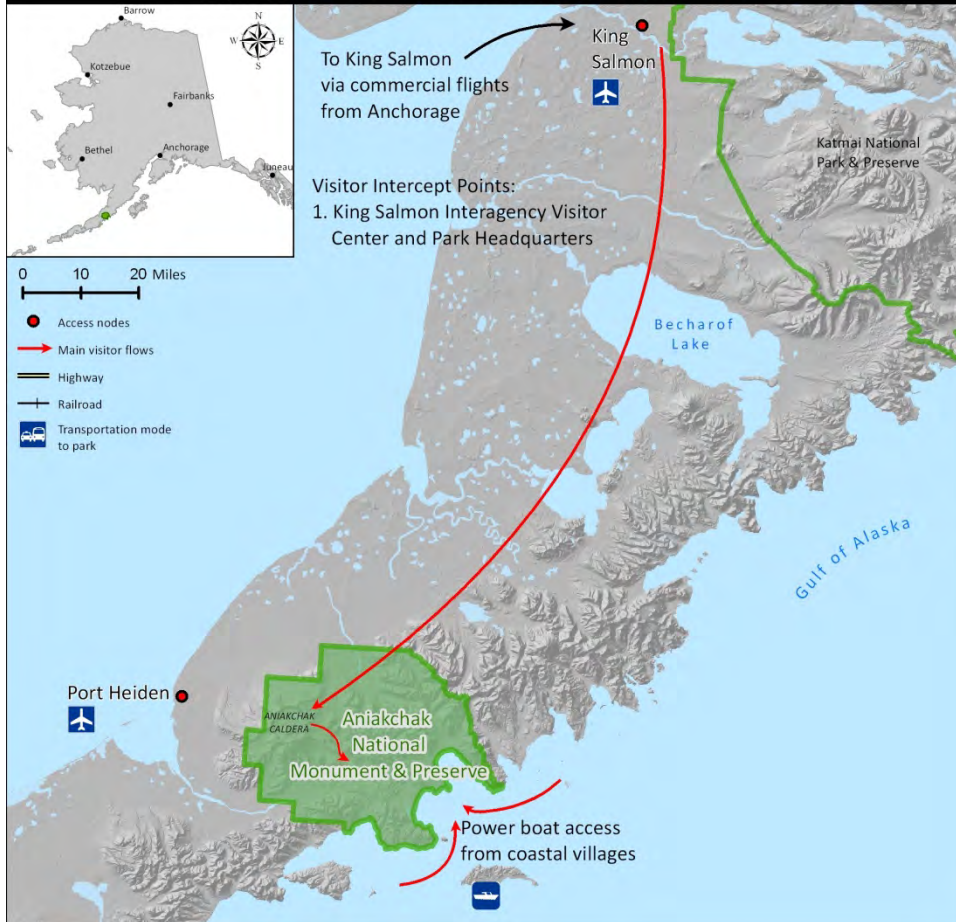 Barrow
N
W
E
S
Kotzebue
Fairbanks
Bethel
Anchorage
Juneau
To King Salmon
via commercial flights
from Anchorage
King
Salmon
Katmai National
Park & Preserve
Visitor Intercept Points:
1. King Salmon Interagency Visitor
Center and Park Headquarters
0 10 20 Miles
Access nodes
Main visitor flows
Highway
Railroad
Transportation mode
to park
Becharof
Lake
Gulf of Alaska
Port Heiden
ANIAKCHAK
CALDERA
Aniakchak
National
Monument & Preserve
Power boat access
from coastal villages